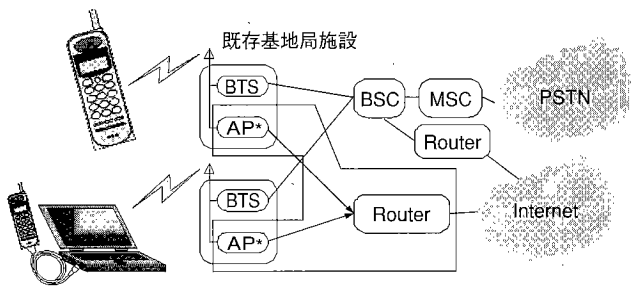 既存基地局施設
BTS
BSC
MSC
PSTN
AP*
Router
BTS
Router
Internet
AP*